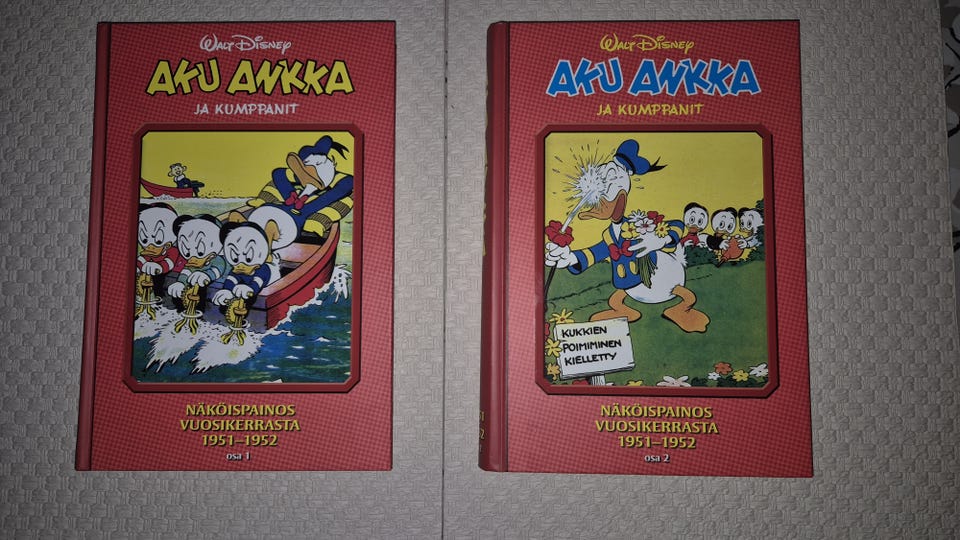 Walt Disney
AKU ANKKA
JA KUMPPANIT
NÄKÖISPAINOS
VUOSIKERRASTA
1951–1952
osa 1
Walt Disney
AKU ANKKA
JA KUMPPANIT
KUKKIEN
POIMIMINEN
KIELLETTY
NÄKÖISPAINOS
VUOSIKERRASTA
1951–1952
osa 2